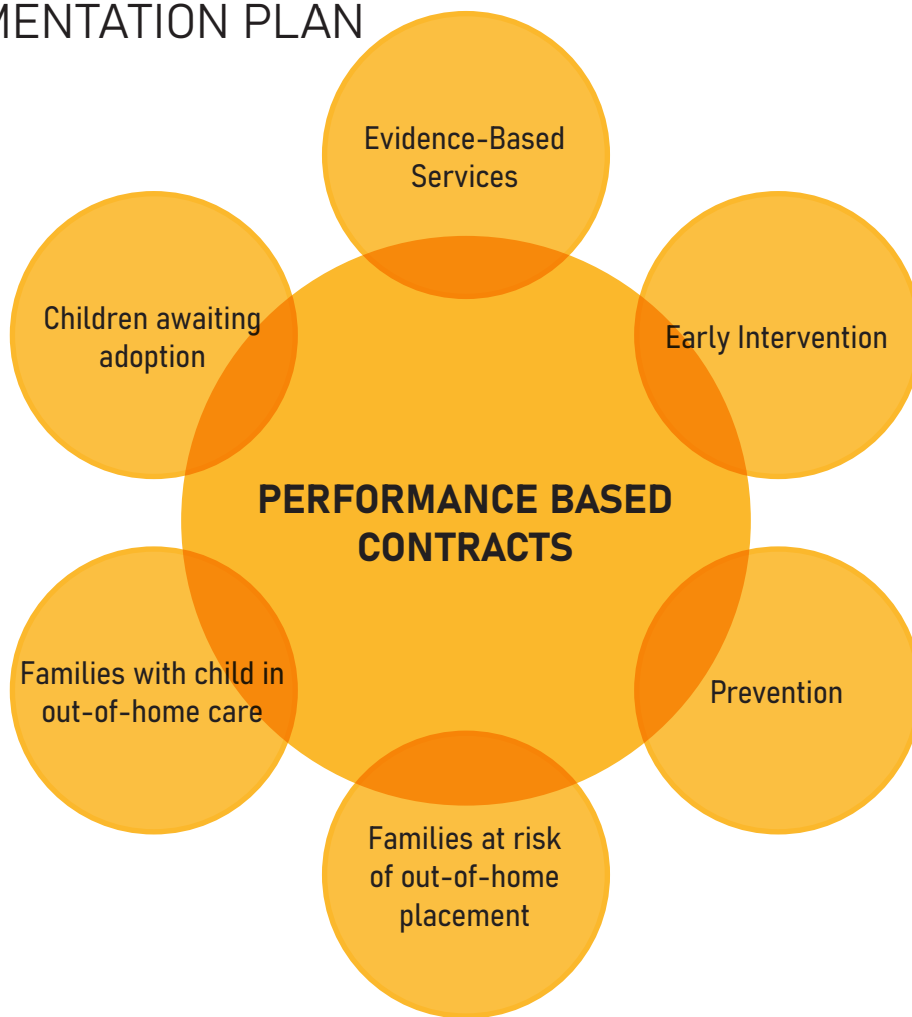 MENTATION PLAN
Evidence-Based
Services
Children awaiting
adoption
Early Intervention
PERFORMANCE BASED
CONTRACTS
Families with child in
out-of-home care
Prevention
Families at risk
of out-of-home
placement